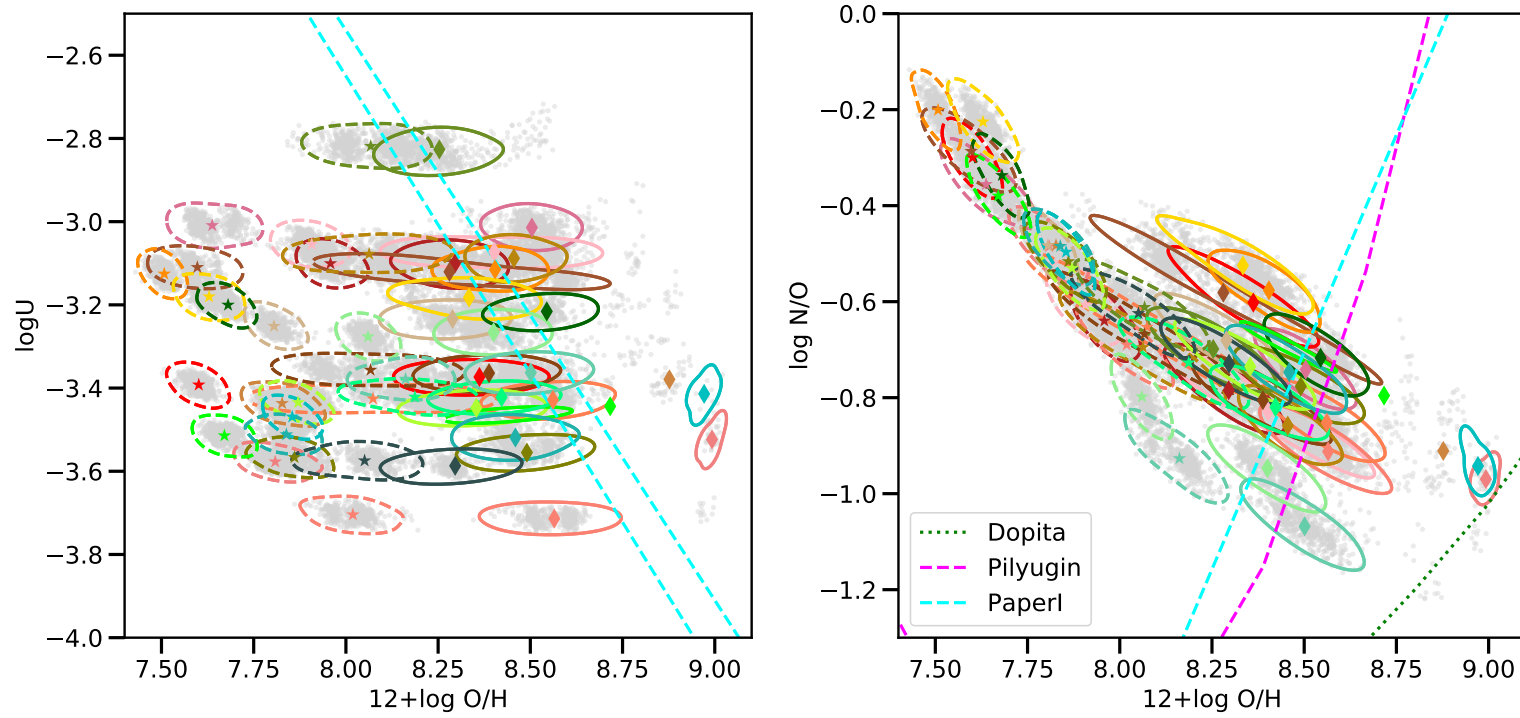 −2.6
−2.8
−3.0
−3.2
−3.4
−3.6
−3.8
−4.0
logU
7.50 7.75 8.00 8.25 8.50 8.75 9.00
12+log O/H
0.0
−0.2
−0.4
−0.6
−0.8
−1.0
−1.2
log N/O
Dopita
Pilyugin
PaperI
7.50 7.75 8.00 8.25 8.50 8.75 9.00
12+log O/H